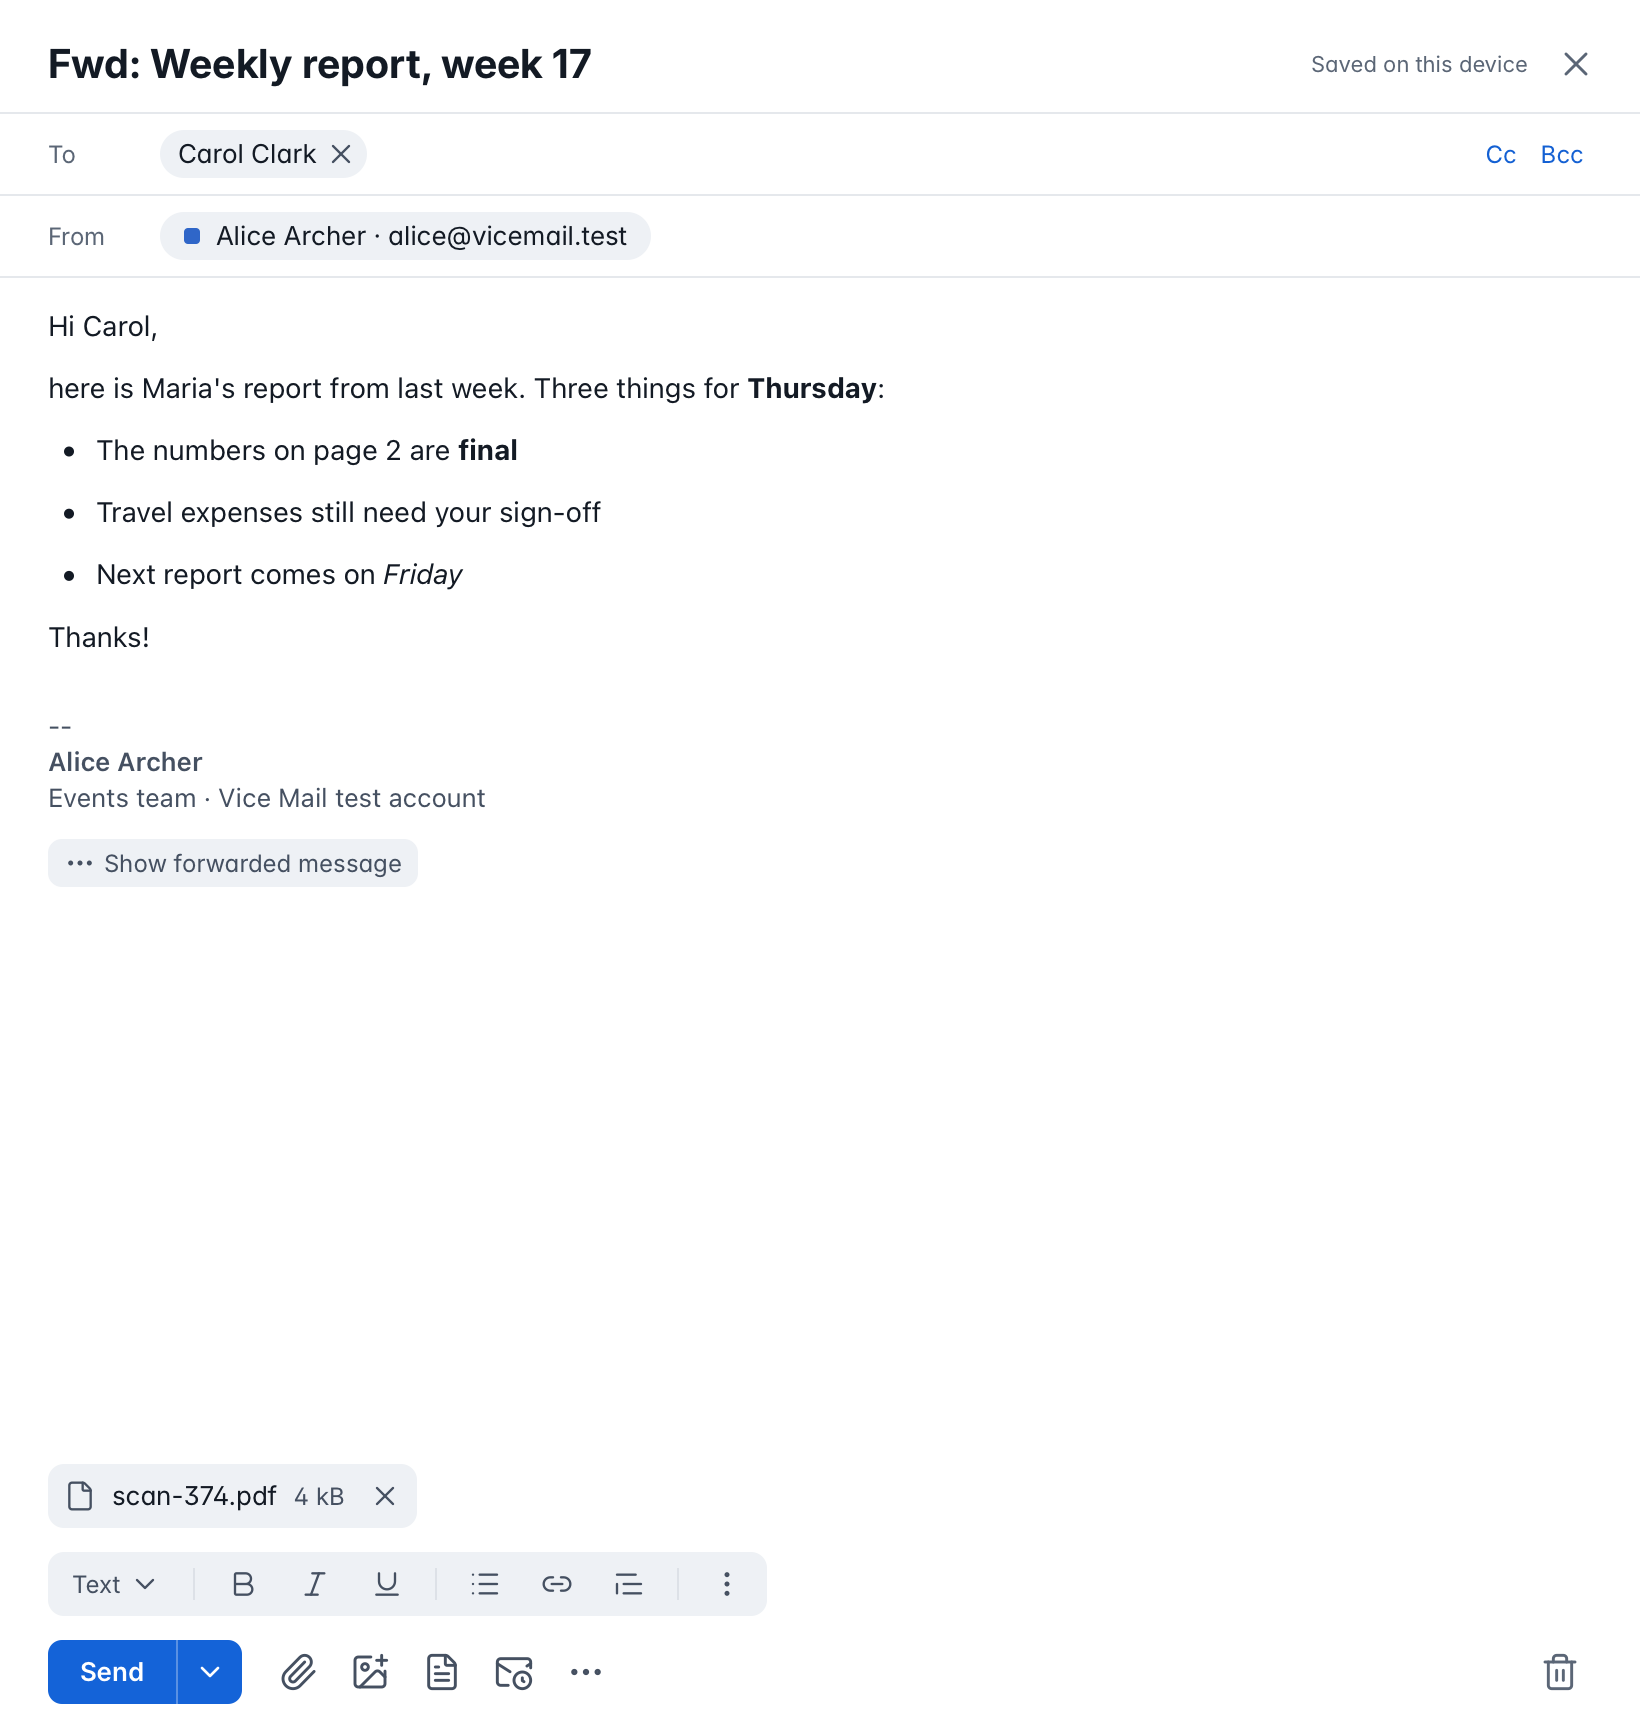 Fwd: Weekly report, week 17
Saved on this device
To
Carol Clark
Cc
Bcc
From
Alice Archer · alice@vicemail.test
Hi Carol,
here is Maria's report from last week. Three things for Thursday:
• The numbers on page 2 are final
• Travel expenses still need your sign-off
• Next report comes on Friday
Thanks!
--
Alice Archer
Events team · Vice Mail test account
Show forwarded message
scan-374.pdf 4 kB
Text
Send